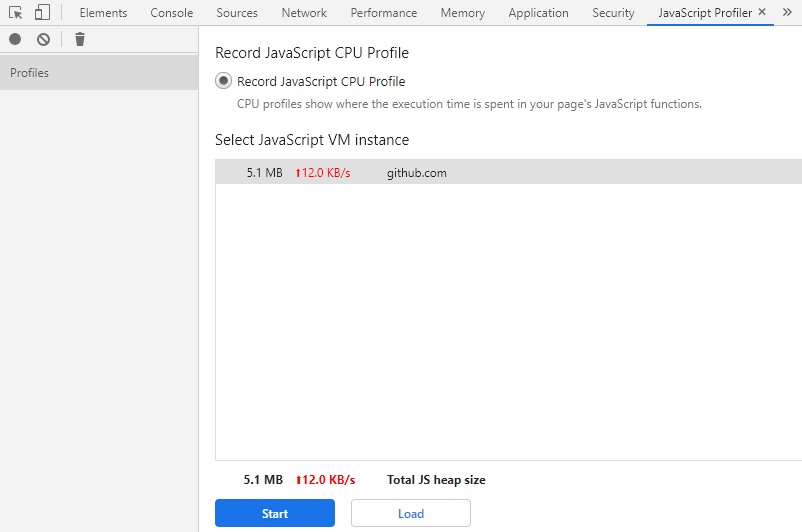 Elements Console Sources Network Performance Memory Application Security JavaScript Profiler
Profiles
Record JavaScript CPU Profile
Record JavaScript CPU Profile
CPU profiles show where the execution time is spent in your page's JavaScript functions.
Select JavaScript VM instance
5.1 MB ⬆12.0 KB/s github.com
5.1 MB ⬆12.0 KB/s Total JS heap size
Start Load